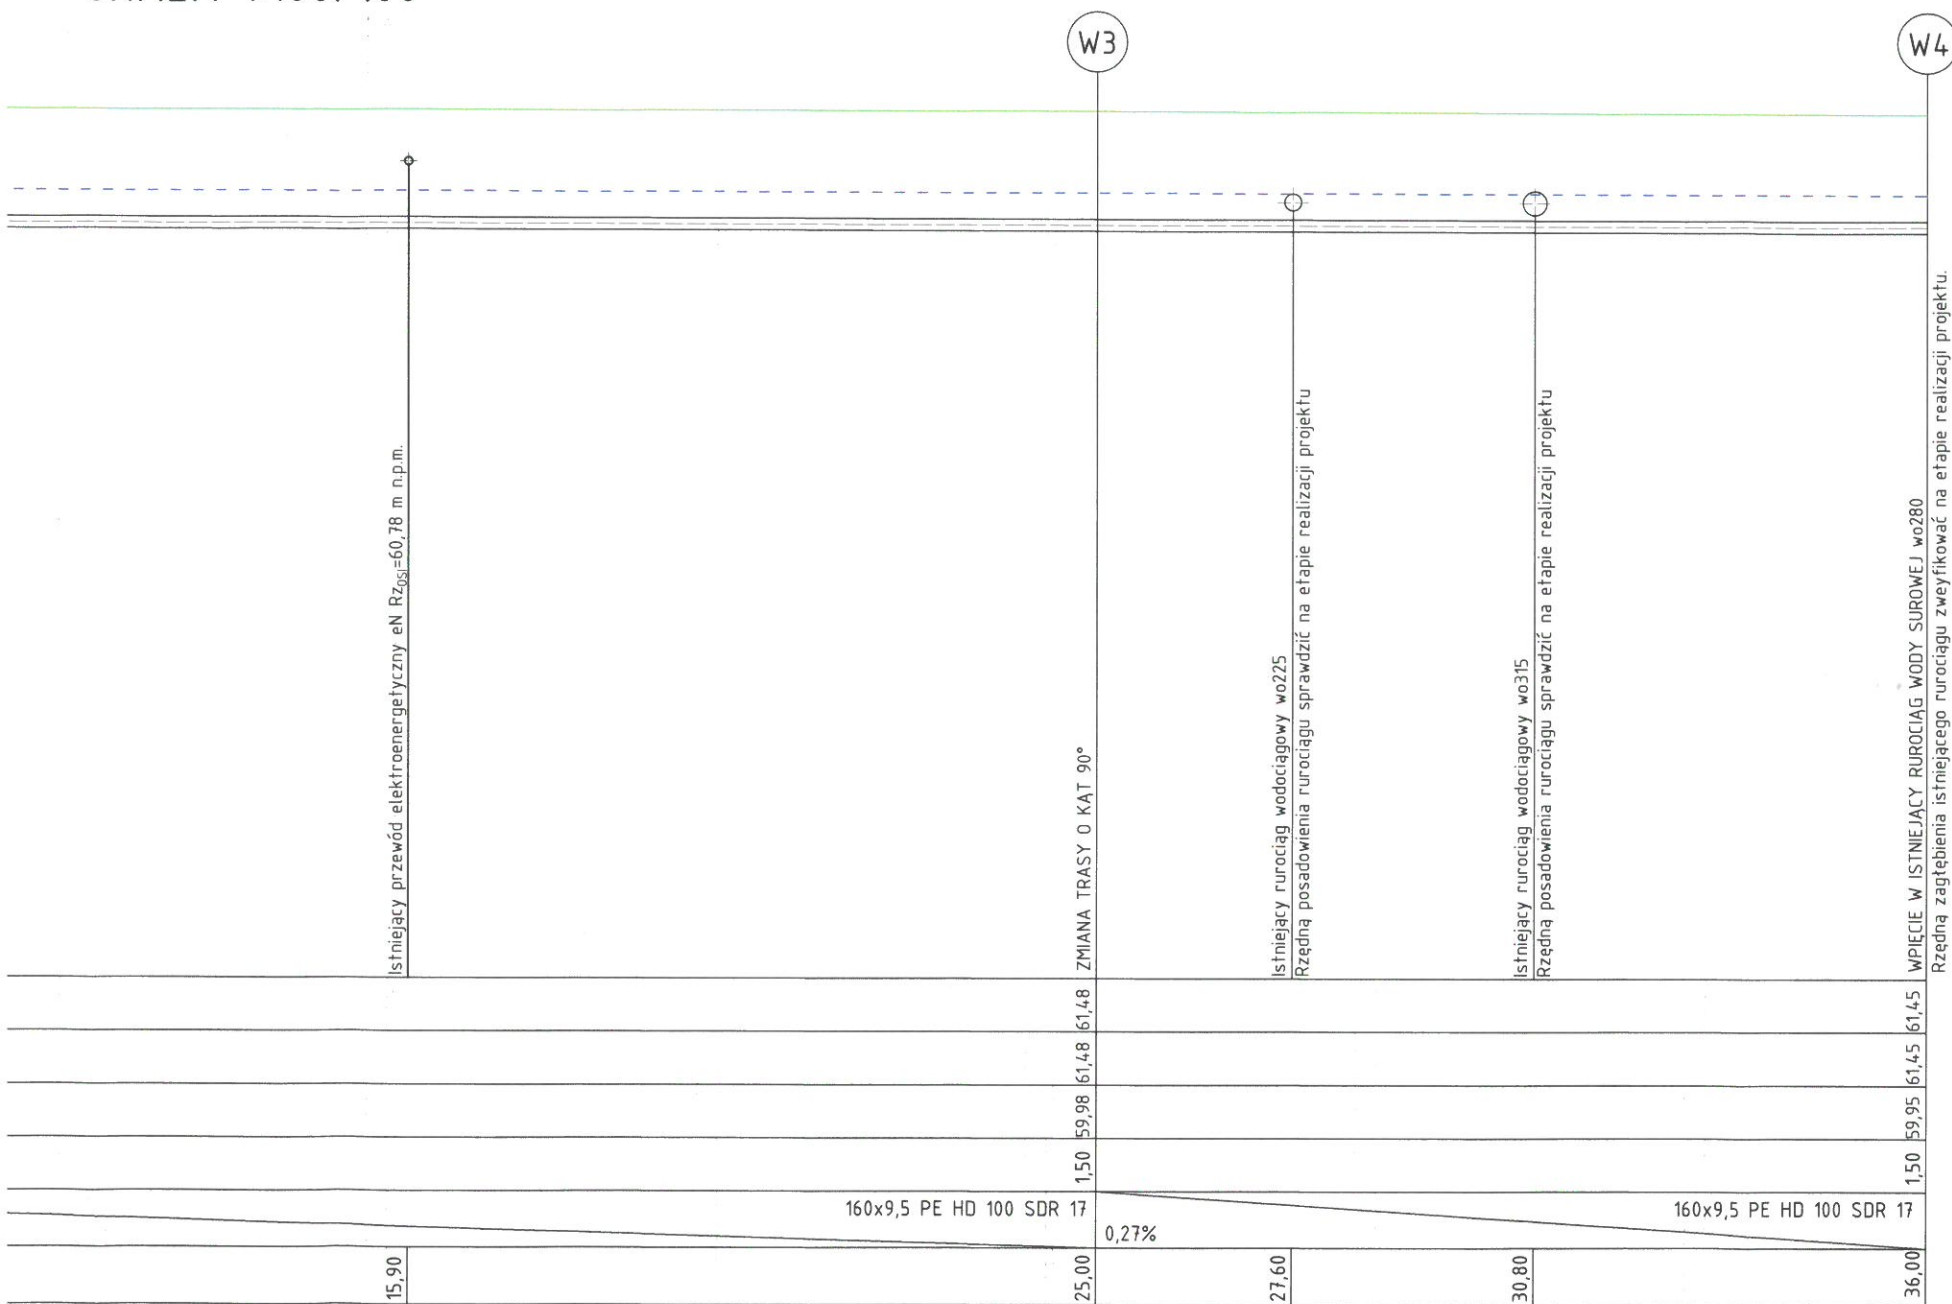 W3
W4
Istniejący przewód elektroenergetyczny eN RzOSI=60,78 m n.p.m.
ZMIANA TRASY O KĄT 90°
Istniejący rurociąg wodociągowy wo225
Rzędną posadowienia rurociągu sprawdzić na etapie realizacji projektu
Istniejący rurociąg wodociągowy wo315
Rzędną posadowienia rurociągu sprawdzić na etapie realizacji projektu
WPIĘCIE W ISTNIEJĄCY RUROCIĄG WODY SUROWEJ wo280
Rzędną zagłębienia istniejącego rurociągu zweyfikować na etapie realizacji projektu.
61,48
61,45
61,48
61,45
59,98
59,95
1,50
1,50
160x9,5 PE HD 100 SDR 17
160x9,5 PE HD 100 SDR 17
0,27%
15,90
25,00
27,60
30,80
36,00